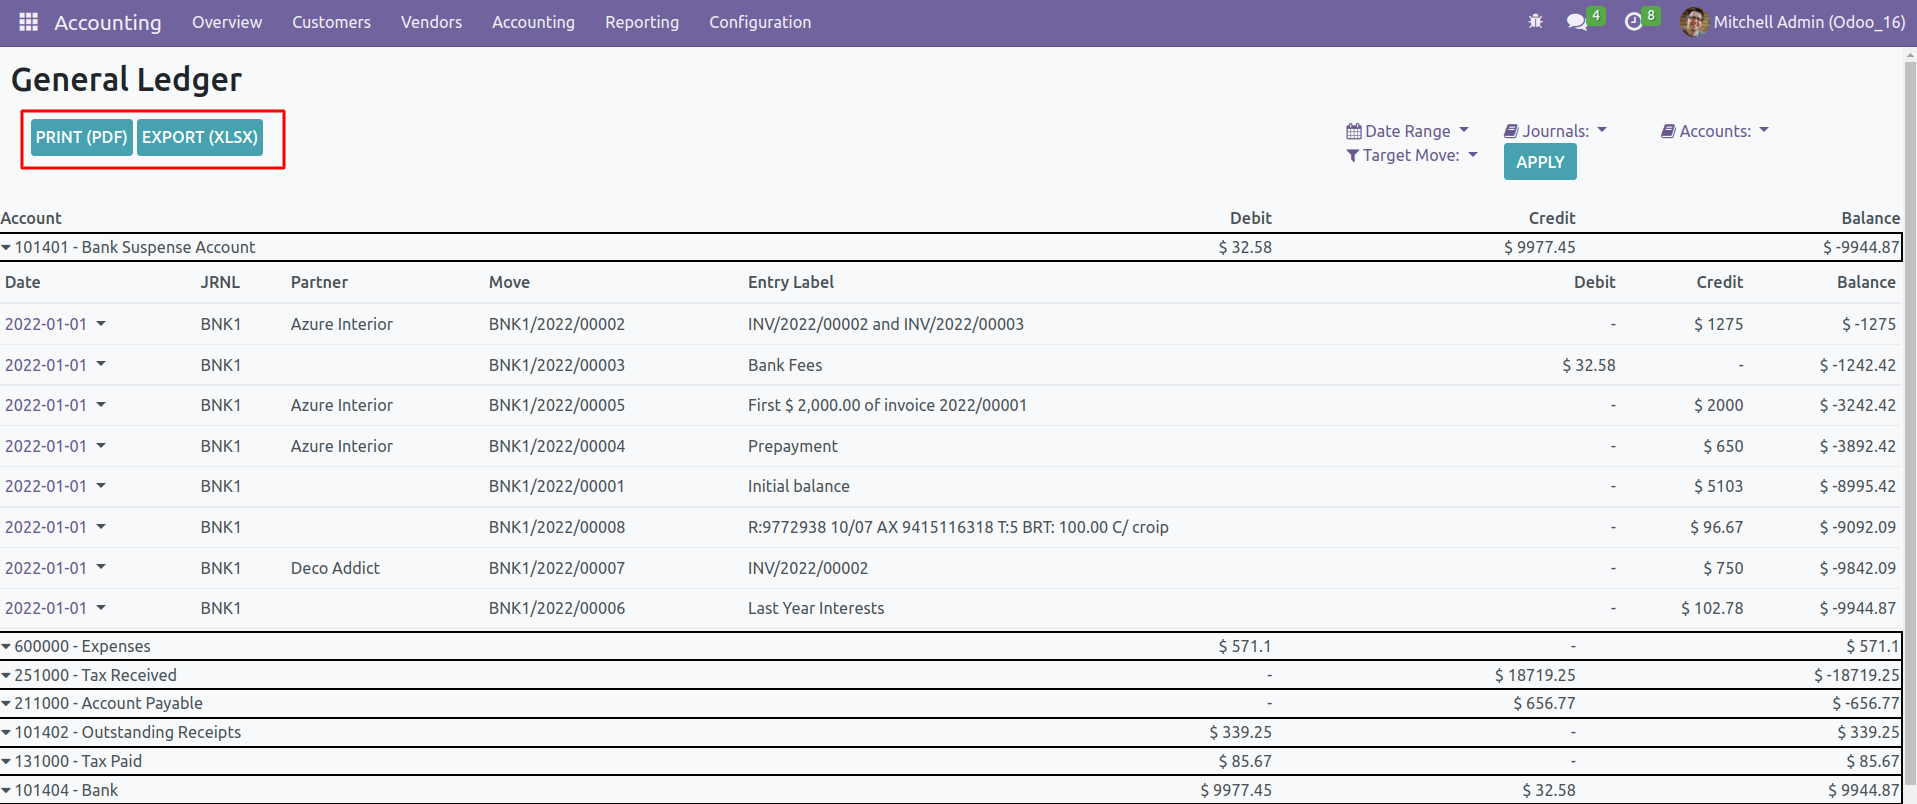 Accounting Overview Customers Vendors Accounting Reporting Configuration 4 8 Mitchell Admin (Odoo_16)
General Ledger
PRINT (PDF) EXPORT (XLSX) Date Range Journals: Accounts:
Target Move: APPLY
Account Debit Credit Balance
101401 - Bank Suspense Account $ 32.58 $ 9977.45 $ -9944.87
Date JRNL Partner Move Entry Label Debit Credit Balance
2022-01-01 BNK1 Azure Interior BNK1/2022/00002 INV/2022/00002 and INV/2022/00003 - $ 1275 $ -1275
2022-01-01 BNK1 BNK1/2022/00003 Bank Fees $ 32.58 - $ -1242.42
2022-01-01 BNK1 Azure Interior BNK1/2022/00005 First $ 2,000.00 of invoice 2022/00001 - $ 2000 $ -3242.42
2022-01-01 BNK1 Azure Interior BNK1/2022/00004 Prepayment - $ 650 $ -3892.42
2022-01-01 BNK1 BNK1/2022/00001 Initial balance - $ 5103 $ -8995.42
2022-01-01 BNK1 BNK1/2022/00008 R:9772938 10/07 AX 9415116318 T:5 BRT: 100.00 C/ croip - $ 96.67 $ -9092.09
2022-01-01 BNK1 Deco Addict BNK1/2022/00007 INV/2022/00002 - $ 750 $ -9842.09
2022-01-01 BNK1 BNK1/2022/00006 Last Year Interests - $ 102.78 $ -9944.87
600000 - Expenses $ 571.1 - $ 571.1
251000 - Tax Received - $ 18719.25 $ -18719.25
211000 - Account Payable - $ 656.77 $ -656.77
101402 - Outstanding Receipts $ 339.25 - $ 339.25
131000 - Tax Paid $ 85.67 - $ 85.67
101404 - Bank $ 9977.45 $ 32.58 $ 9944.87